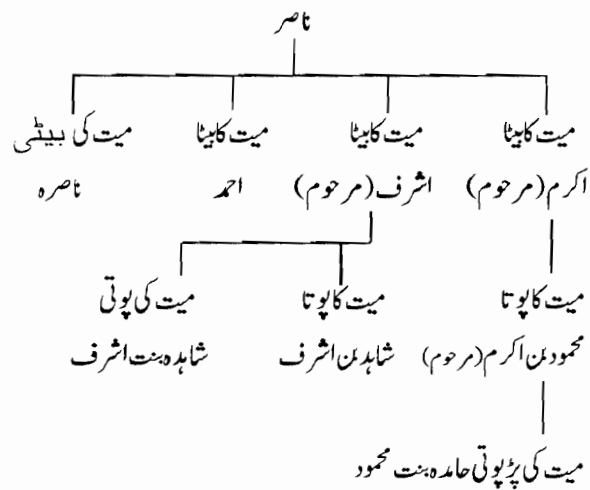 ناصر
میت کا بیٹا میت کا بیٹا میت کا بیٹا میت کی بیٹی
اکرم (مرحوم) اشرف (مرحوم) احمد ناصرہ
میت کا پوتا میت کا پوتا میت کی پوتی
محمود بن اکرم (مرحوم) شاہد بن اشرف شاہدہ بنت اشرف
میت کی پڑپوتی حامدہ بنت محمود